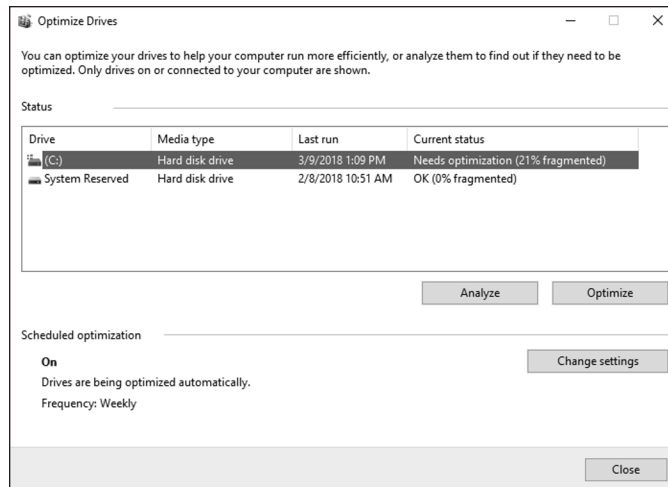 Optimize Drives
You can optimize your drives to help your computer run more efficiently, or analyze them to find out if they need to be
optimized. Only drives on or connected to your computer are shown.
Status
Drive Media type Last run Current status
(C:) Hard disk drive 3/9/2018 1:09 PM Needs optimization (21% fragmented)
System Reserved Hard disk drive 2/8/2018 10:51 AM OK (0% fragmented)
Analyze Optimize
Scheduled optimization
On Change settings
Drives are being optimized automatically.
Frequency: Weekly
Close